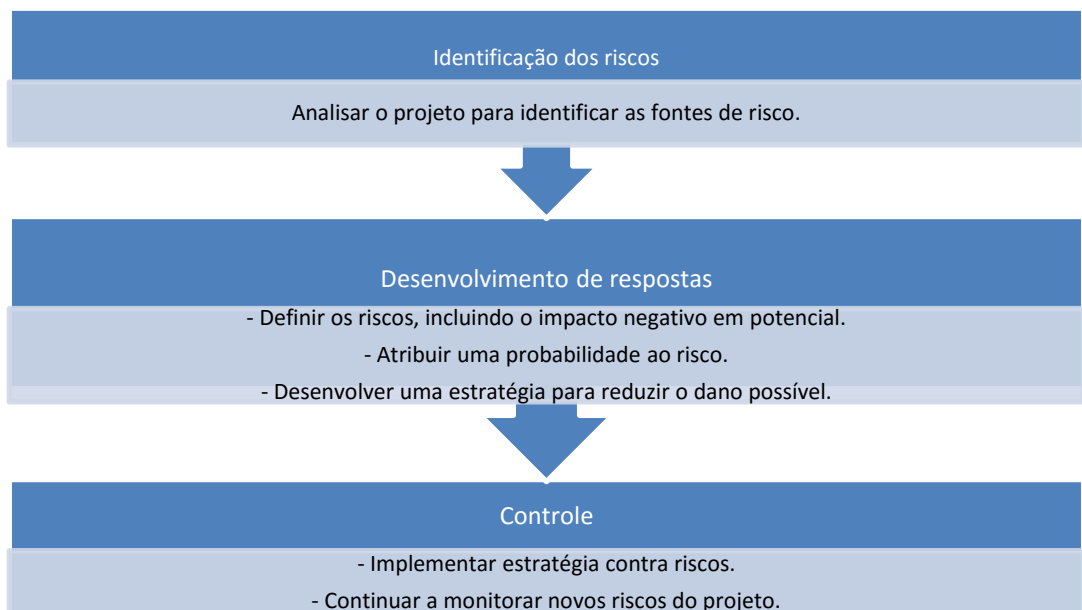 Identificação dos riscos
Analisar o projeto para identificar as fontes de risco.
Desenvolvimento de respostas
- Definir os riscos, incluindo o impacto negativo em potencial.
- Atribuir uma probabilidade ao risco.
- Desenvolver uma estratégia para reduzir o dano possível.
Controle
- Implementar estratégia contra riscos.
- Continuar a monitorar novos riscos do projeto.